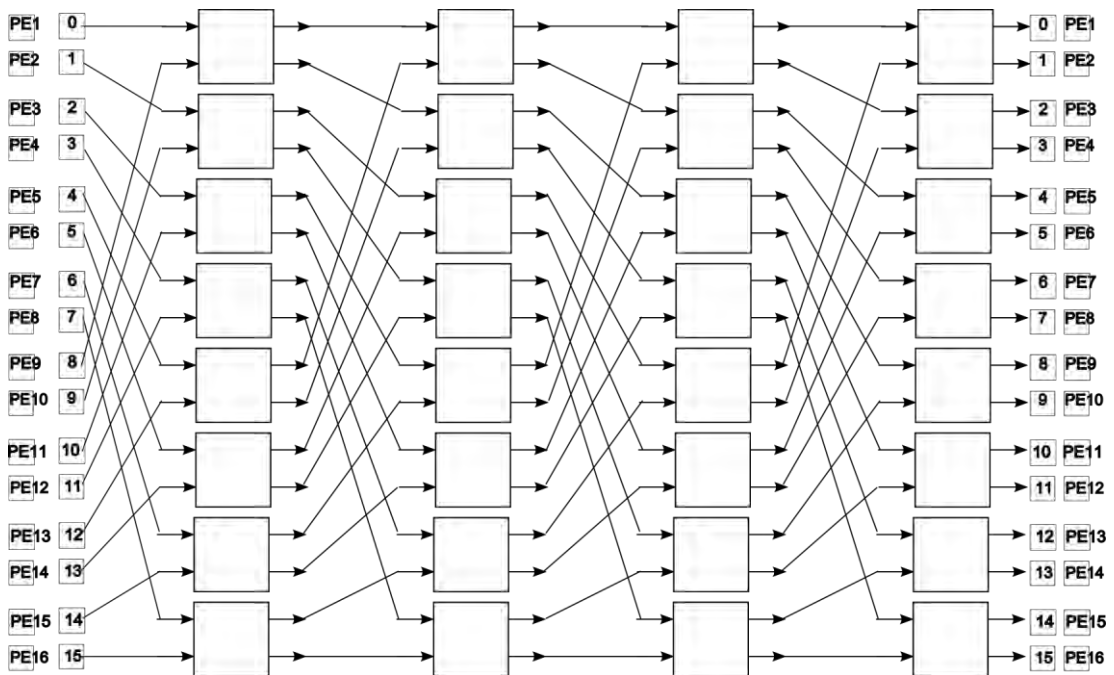 PE1 0 0 PE1
PE2 1 1 PE2
PE3 2 2 PE3
PE4 3 3 PE4
PE5 4 4 PE5
PE6 5 5 PE6
PE7 6 6 PE7
PE8 7 7 PE8
PE9 8 8 PE9
PE10 9 9 PE10
PE11 10 10 PE11
PE12 11 11 PE12
PE13 12 12 PE13
PE14 13 13 PE14
PE15 14 14 PE15
PE16 15 15 PE16